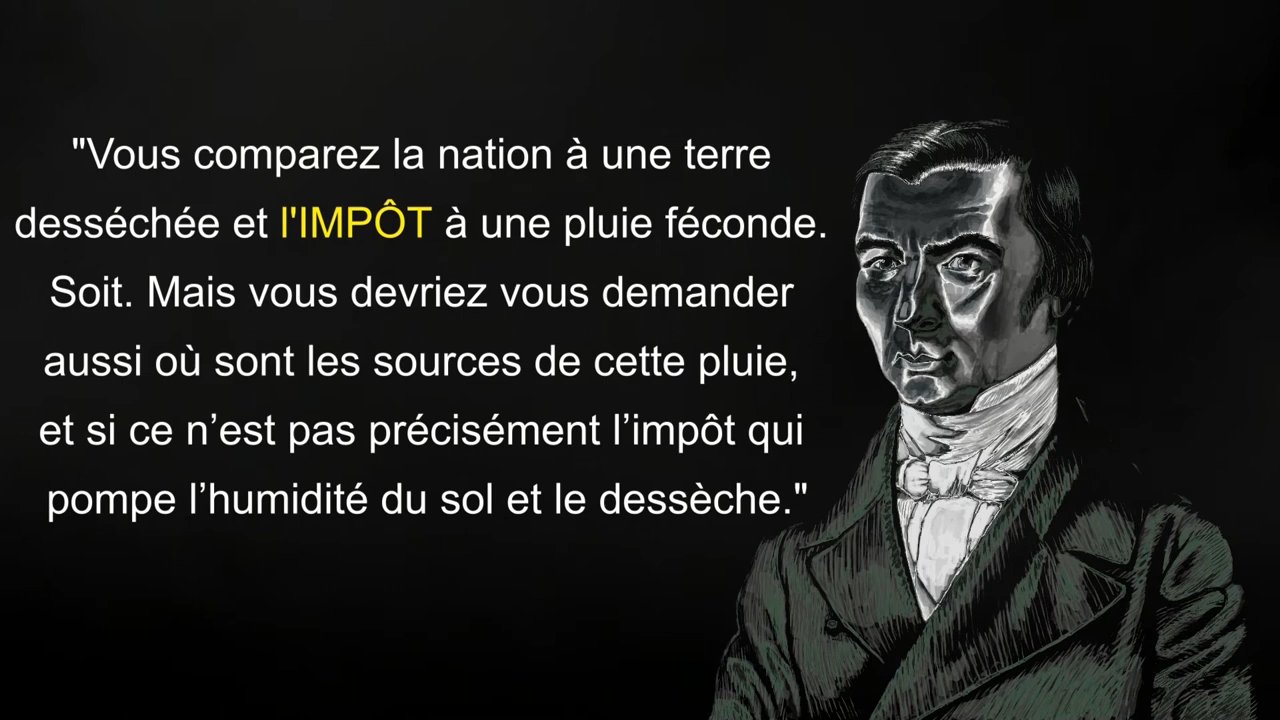 "Vous comparez la nation à une terre
desséchée et l'IMPÔT à une pluie féconde.
Soit. Mais vous devriez vous demander
aussi où sont les sources de cette pluie,
et si ce n’est pas précisément l’impôt qui
pompe l’humidité du sol et le dessèche."